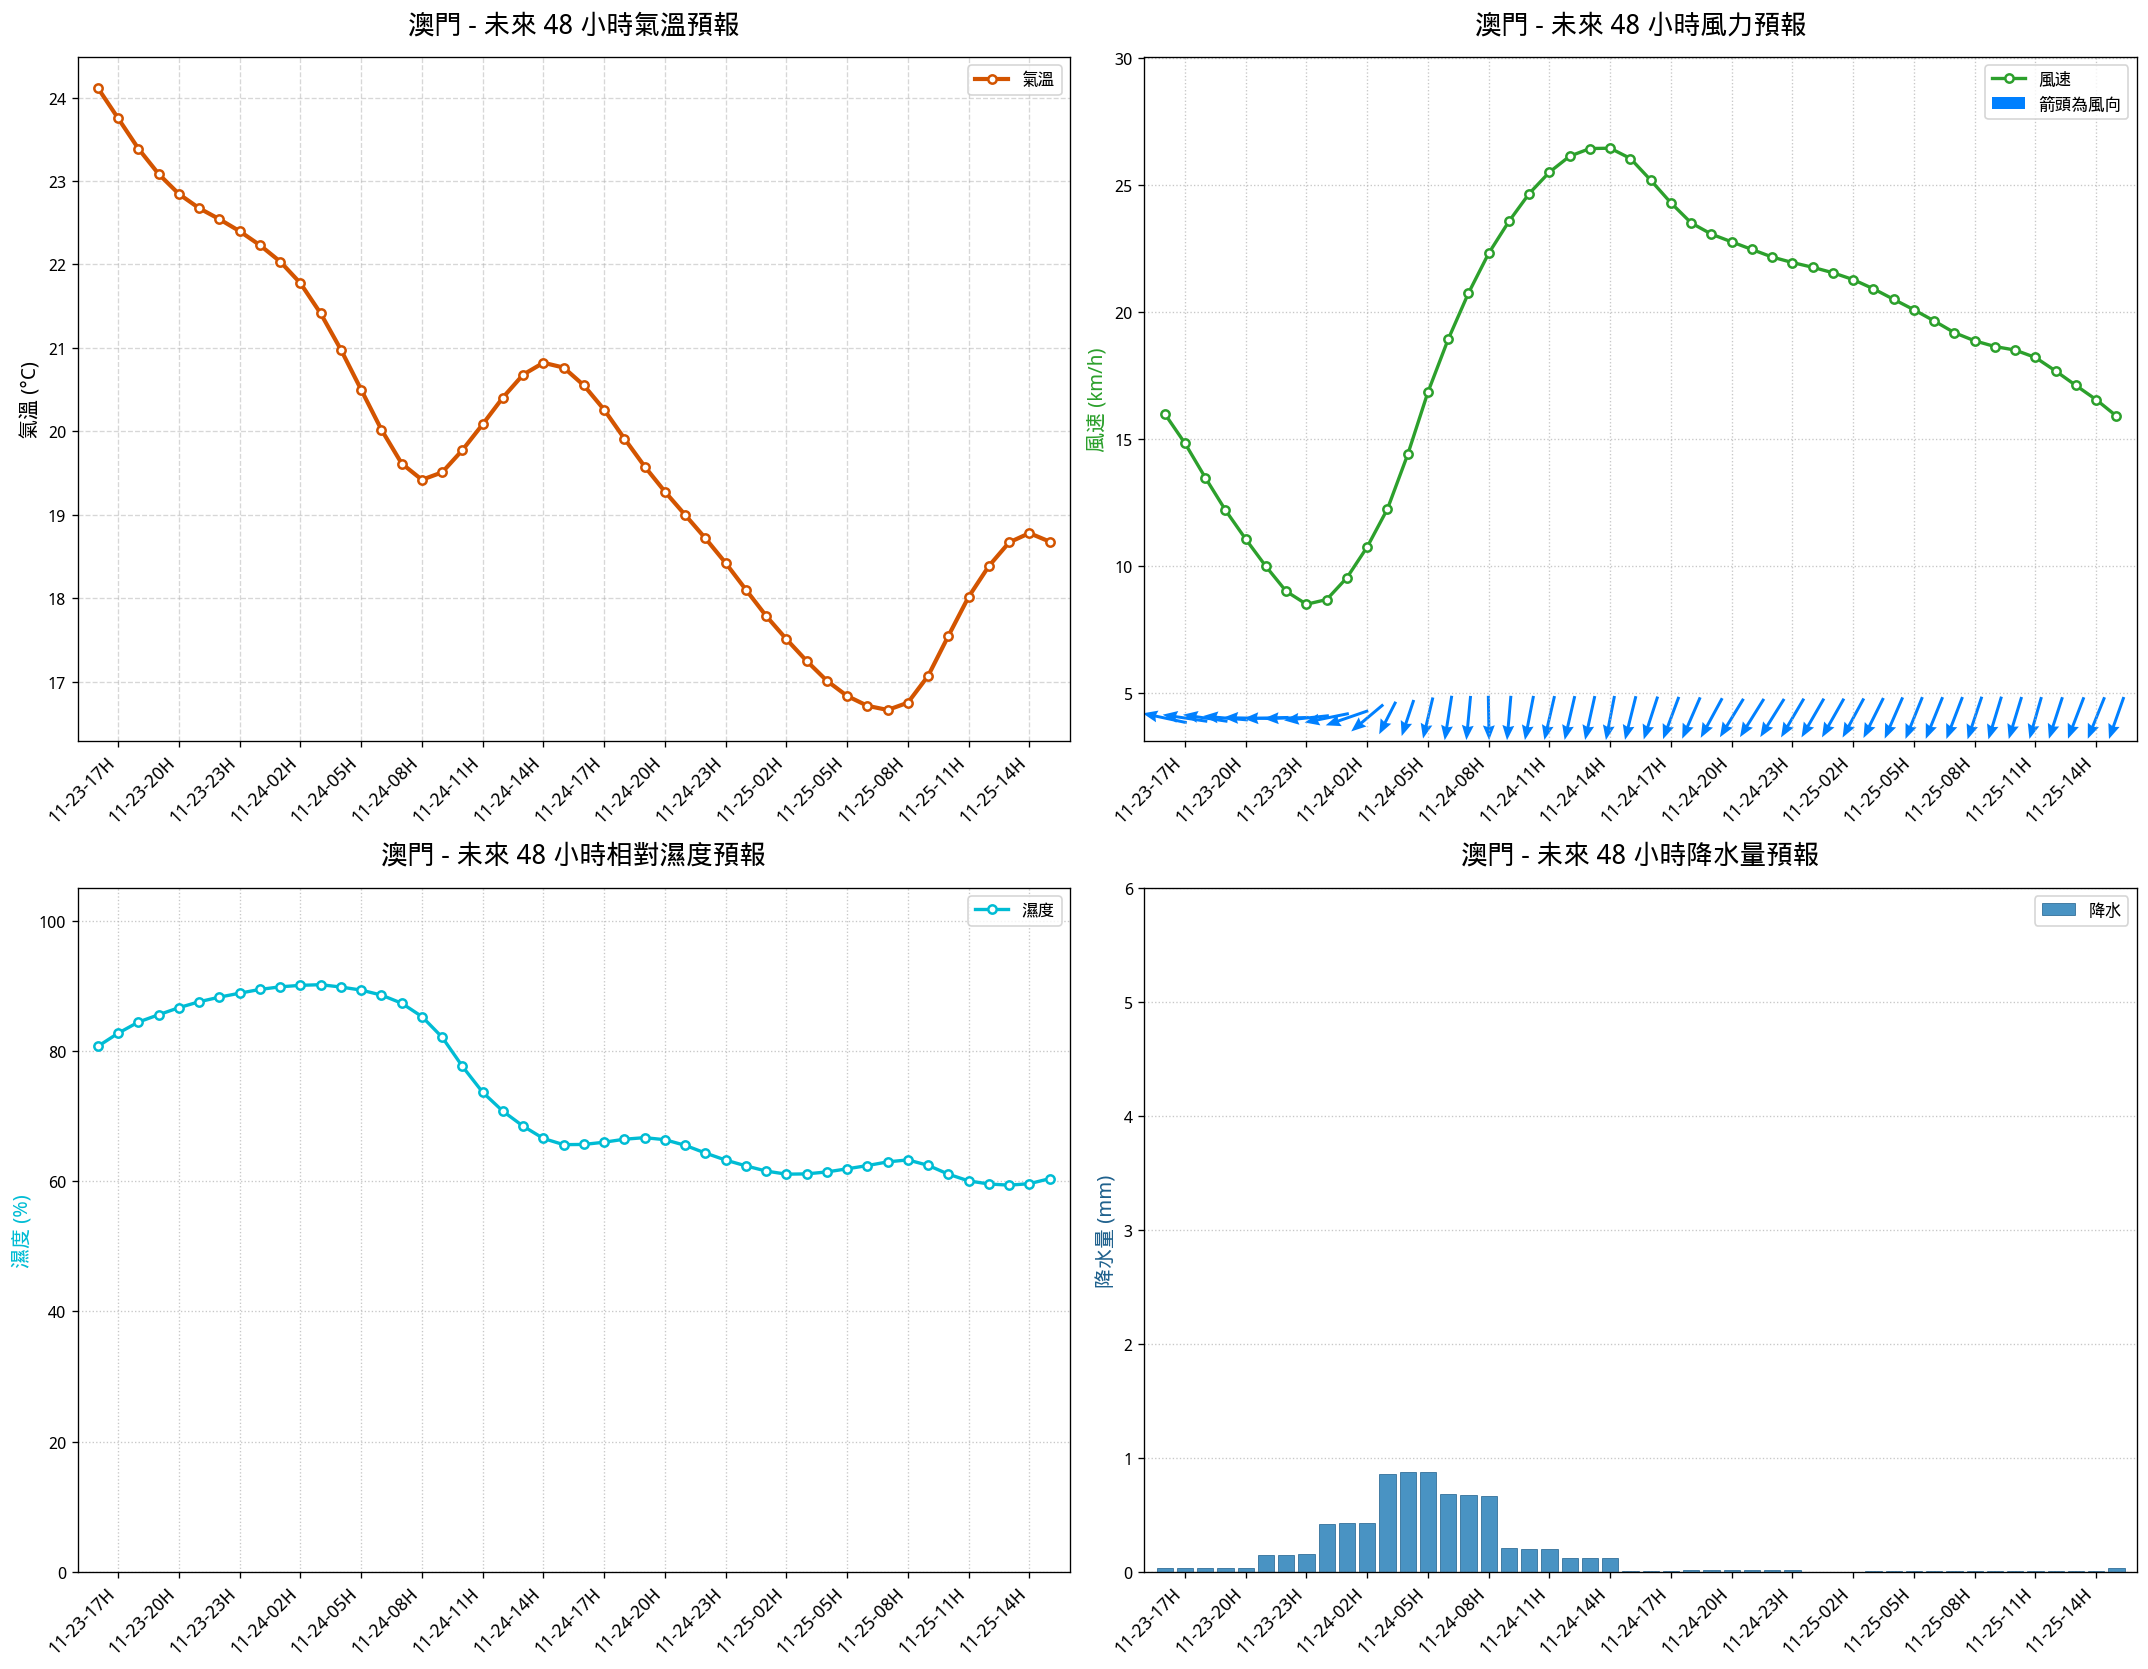 澳門 - 未來 48 小時氣溫預報
氣溫
氣溫 (°C)
24
23
22
21
20
19
18
17
11-23-17H
11-23-20H
11-23-23H
11-24-02H
11-24-05H
11-24-08H
11-24-11H
11-24-14H
11-24-17H
11-24-20H
11-24-23H
11-25-02H
11-25-05H
11-25-08H
11-25-11H
11-25-14H
澳門 - 未來 48 小時風力預報
風速
箭頭為風向
風速 (km/h)
30
25
20
15
10
5
11-23-17H
11-23-20H
11-23-23H
11-24-02H
11-24-05H
11-24-08H
11-24-11H
11-24-14H
11-24-17H
11-24-20H
11-24-23H
11-25-02H
11-25-05H
11-25-08H
11-25-11H
11-25-14H
澳門 - 未來 48 小時相對濕度預報
濕度
濕度 (%)
100
80
60
40
20
0
11-23-17H
11-23-20H
11-23-23H
11-24-02H
11-24-05H
11-24-08H
11-24-11H
11-24-14H
11-24-17H
11-24-20H
11-24-23H
11-25-02H
11-25-05H
11-25-08H
11-25-11H
11-25-14H
澳門 - 未來 48 小時降水量預報
降水
降水量 (mm)
6
5
4
3
2
1
0
11-23-17H
11-23-20H
11-23-23H
11-24-02H
11-24-05H
11-24-08H
11-24-11H
11-24-14H
11-24-17H
11-24-20H
11-24-23H
11-25-02H
11-25-05H
11-25-08H
11-25-11H
11-25-14H